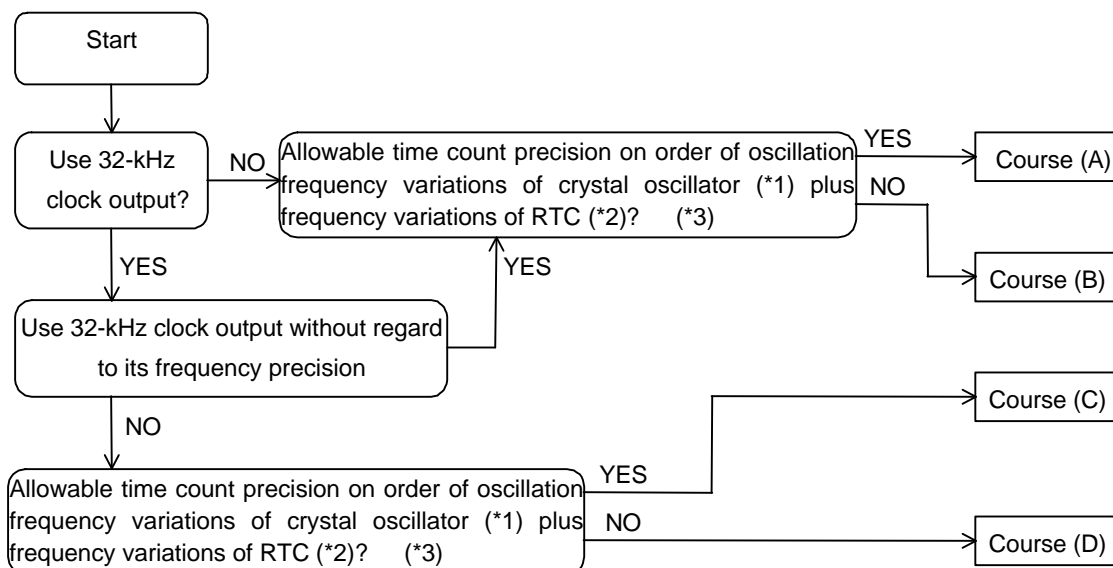 Start
Use 32-kHz
clock output?
NO
Allowable time count precision on order of oscillation
frequency variations of crystal oscillator (*1) plus
frequency variations of RTC (*2)? (*3)
YES
Course (A)
NO
Course (B)
YES
YES
Use 32-kHz clock output without regard
to its frequency precision
NO
Course (C)
Allowable time count precision on order of oscillation
frequency variations of crystal oscillator (*1) plus
frequency variations of RTC (*2)? (*3)
YES
NO
Course (D)